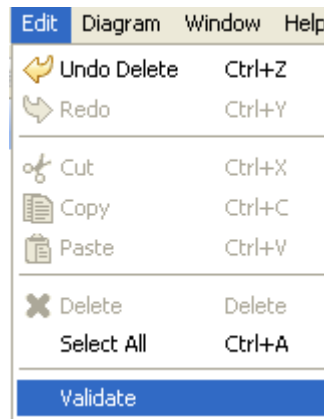 Edit Diagram Window Help
Undo Delete Ctrl+Z
Redo Ctrl+Y
Cut Ctrl+X
Copy Ctrl+C
Paste Ctrl+V
Delete Delete
Select All Ctrl+A
Validate